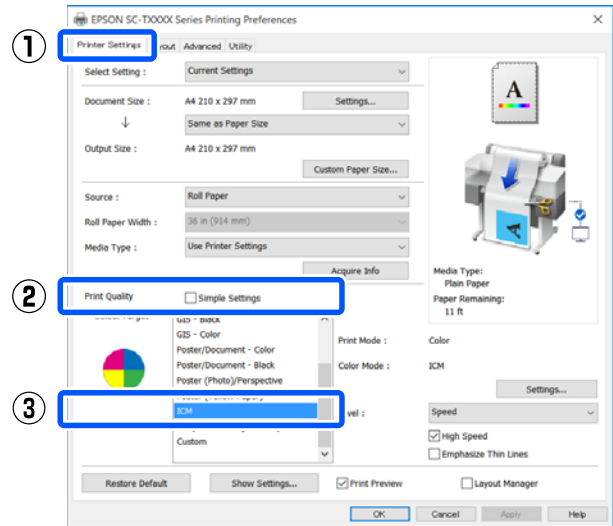 EPSON SC-TXXXX Series Printing Preferences
1
Printer Settings
Advanced Utility
Select Setting : Current Settings
Document Size : A4 210 x 297 mm Settings...
Same as Paper Size
Output Size : A4 210 x 297 mm
Custom Paper Size...
Source : Roll Paper
Roll Paper Width : 36 in (914 mm)
Media Type : Use Printer Settings
Acquire Info
A
Media Type:
Plain Paper
Paper Remaining:
11 ft
2
Print Quality Simple Settings
GIS - Color
Poster/Document - Color
Poster/Document - Black
Poster (Photo)/Perspective
3
ICM
Custom
Print Mode : Color
Color Mode : ICM
Settings...
Speed
High Speed
Emphasize Thin Lines
Restore Default Show Settings... Print Preview Layout Manager
OK Cancel Apply Help